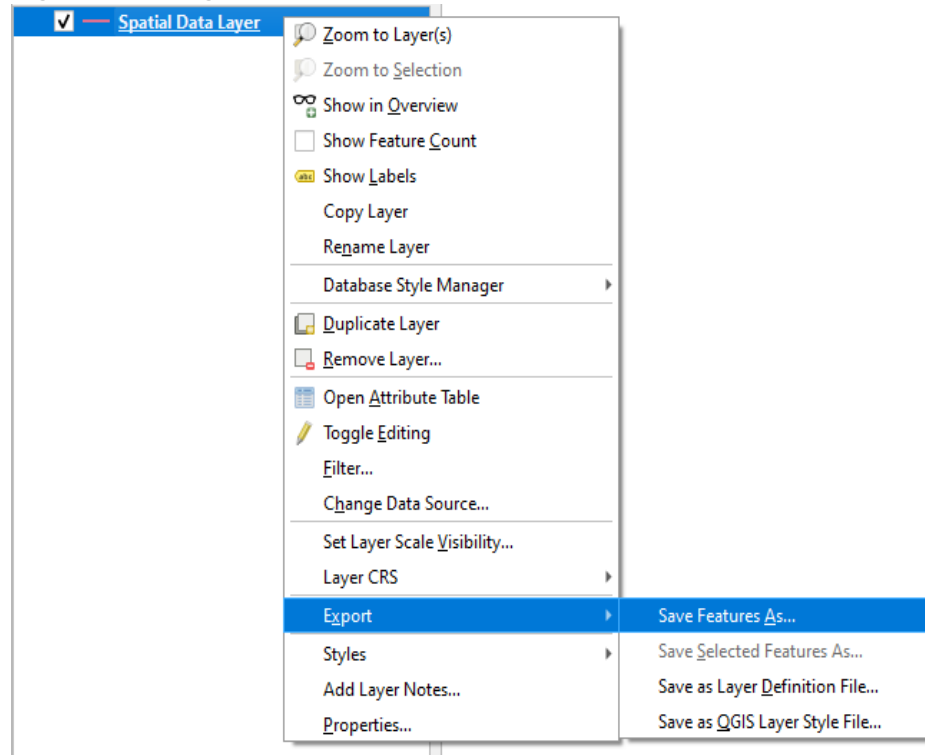 Spatial Data Layer
Zoom to Layer(s)
Zoom to Selection
Show in Overview
Show Feature Count
abc Show Labels
Copy Layer
Rename Layer
Database Style Manager
Duplicate Layer
Remove Layer...
Open Attribute Table
Toggle Editing
Filter...
Change Data Source...
Set Layer Scale Visibility...
Layer CRS
Export
Save Features As...
Styles
Save Selected Features As...
Add Layer Notes...
Save as Layer Definition File...
Properties...
Save as QGIS Layer Style File...